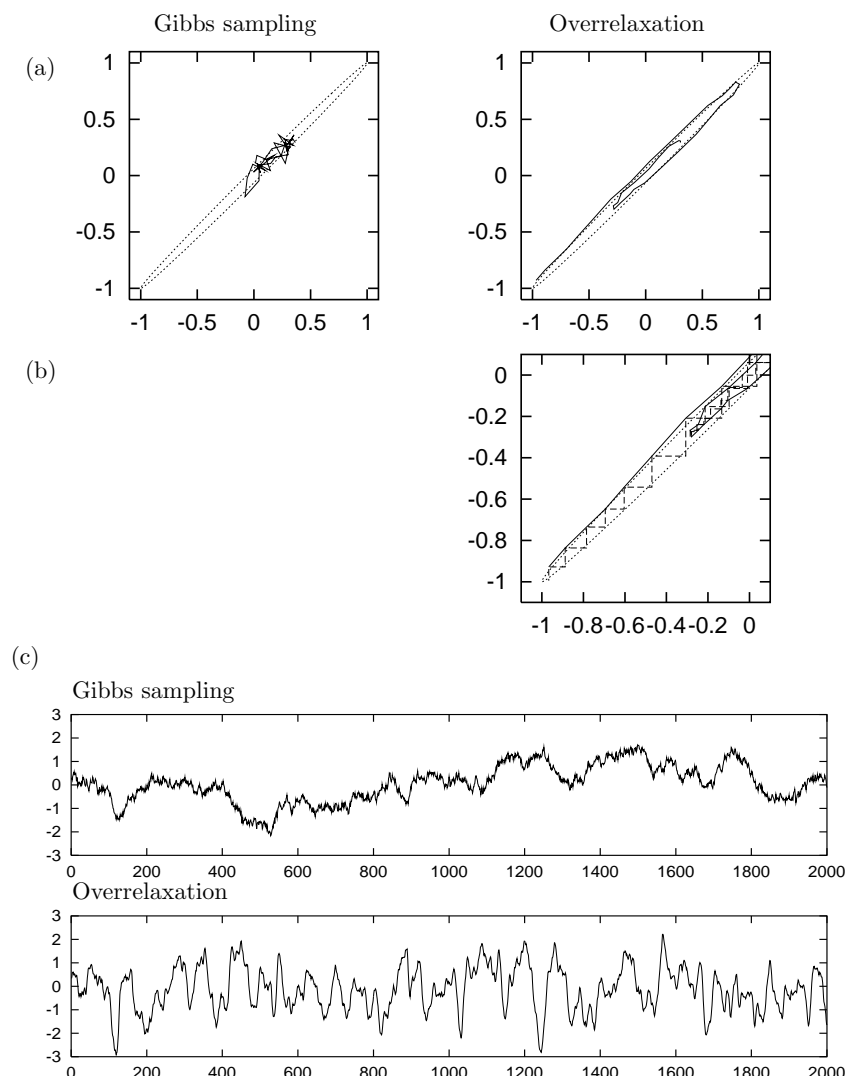 Gibbs sampling Overrelaxation
(a)
1 1
0.5 0.5
0 0
-0.5 -0.5
-1 -1
-1 -0.5 0 0.5 1 -1 -0.5 0 0.5 1
(b)
0
-0.2
-0.4
-0.6
-0.8
-1
-1 -0.8 -0.6 -0.4 -0.2 0
(c)
Gibbs sampling
3
2
1
0
-1
-2
-3
0 200 400 600 800 1000 1200 1400 1600 1800 2000
Overrelaxation
3
2
1
0
-1
-2
-3
0 200 400 600 800 1000 1200 1400 1600 1800 2000